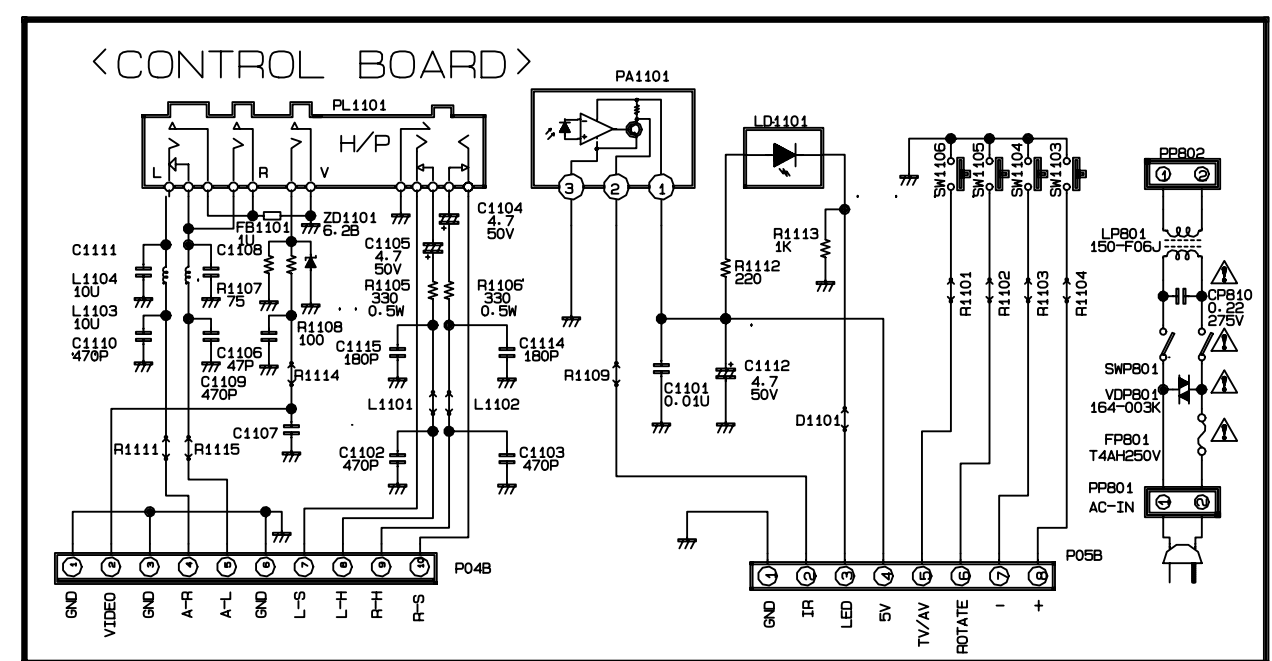 <CONTROL BOARD>
PL1101
H/P
L
R
V
FB1101
1U
ZD1101
6.2B
C1104
4.7
50V
C1105
4.7
50V
C1111
C1108
L1104
10U
R1107
75
L1103
10U
C1110
470P
C1106
47P
C1109
470P
R1108
100
R1105
330
0.5W
R1106
330
0.5W
C1115
180P
C1114
180P
R1114
L1101
L1102
C1107
R1111
R1115
C1102
470P
C1103
470P
1
2
3
4
5
6
7
8
9
10
P04B
GND
VIDEO
GND
A-R
A-L
GND
L-S
L-H
R-H
R-S
PA1101
3
2
1
LD1101
R1113
1K
R1112
220
R1109
C1101
0.01U
C1112
4.7
50V
D1101
SW1106
SW1105
SW1104
SW1103
R1101
R1102
R1103
R1104
1
2
3
4
5
6
7
8
P05B
GND
IR
LED
5V
TV/AV
ROTATE
-
+
PP802
1
2
LP801
150-F06J
CP810
0.22
275V
SWP801
VDP801
164-003K
FP801
T4AH250V
PP801
AC-IN
1
2